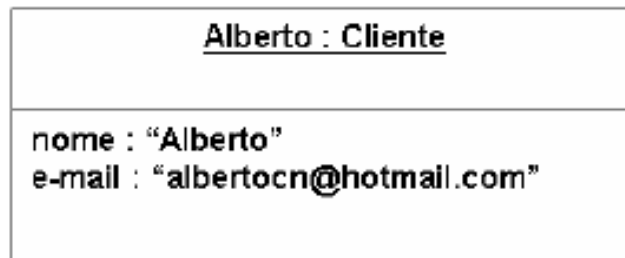 Alberto : Cliente
nome : “Alberto”
e-mail : “albertocn@hotmail.com”